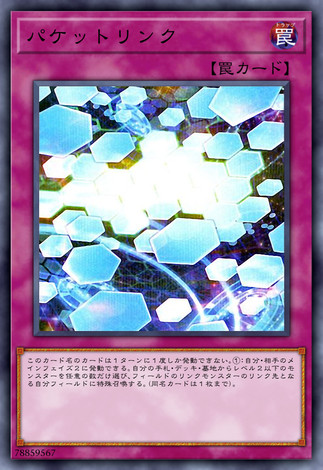 パケットリンク
トラップ
罠
【罠カード】
このカード名のカードは１ターンに１度しか発動できない。①：自分・相手のメ
インフェイズ２に発動できる。自分の手札・デッキ・墓地からレベル２以下のモ
ンスターを任意の数だけ選び、フィールドのリンクモンスターのリンク先とな
る自分フィールドに特殊召喚する。（同名カードは１枚まで）。
78859567